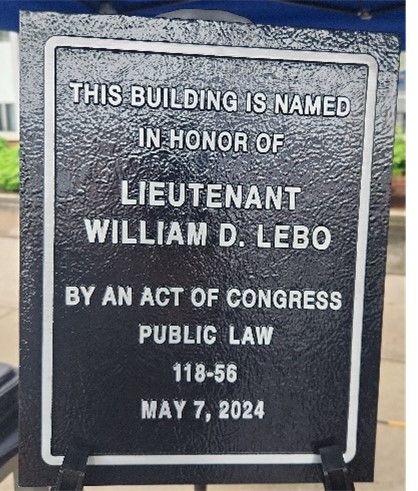 THIS BUILDING IS NAMED
IN HONOR OF
LIEUTENANT
WILLIAM D. LEBO
BY AN ACT OF CONGRESS
PUBLIC LAW
118-56
MAY 7, 2024